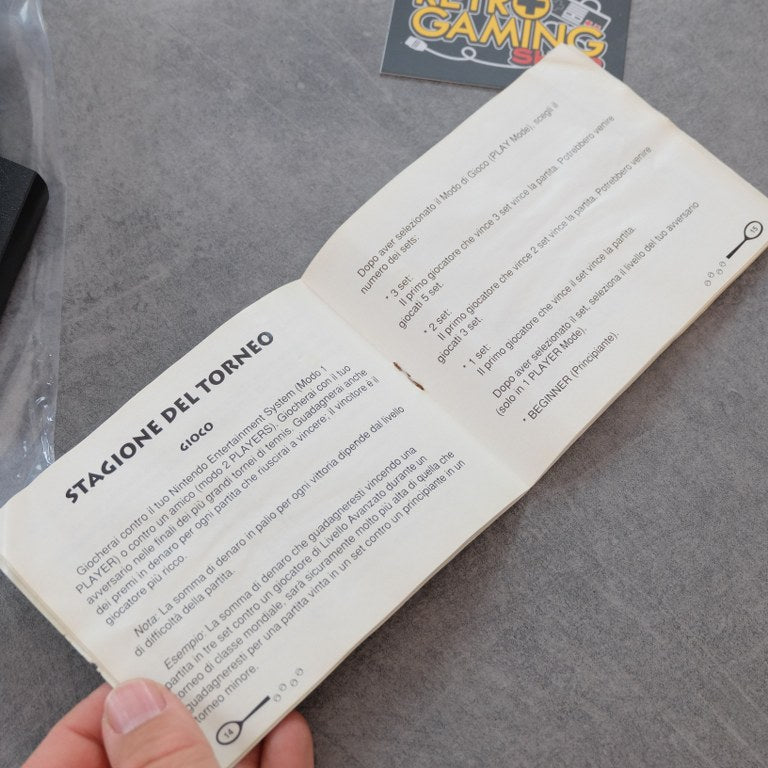 RETRO
GAMING
STAGIONE DEL TORNEO
GIOCO
Giocherai contro il tuo Nintendo Entertainment System (Modo 1
PLAYER) o contro un amico (modo 2 PLAYERS). Giocherai con il tuo
avversario nelle finali dei più grandi tornei di tennis. Guadagnerai anche
dei premi in denaro per ogni partita che riuscirai a vincere; il vincitore è il
giocatore più ricco.
Nota: La somma di denaro in palio per ogni vittoria dipende dal livello
di difficoltà della partita.
Esempio: La somma di denaro che guadagneresti vincendo una
partita in tre set contro un giocatore di Livello Avanzato durante un
torneo di classe mondiale, sarà sicuramente molto più alta di quella che
guadagneresti per una partita vinta in un set contro un principiante in un
torneo minore.
14
Dopo aver selezionato il Modo di Gioco (PLAY Mode), scegli il
numero dei sets:
* 3 set:
Il primo giocatore che vince 3 set vince la partita. Potrebbero venire
giocati 5 set.
* 2 set:
Il primo giocatore che vince 2 set vince la partita. Potrebbero venire
giocati 3 set.
* 1 set:
Il primo giocatore che vince il set vince la partita.
Dopo aver selezionato il set, seleziona il livello del tuo avversario
(solo in 1 PLAYER Mode).
* BEGINNER (Principiante).
15